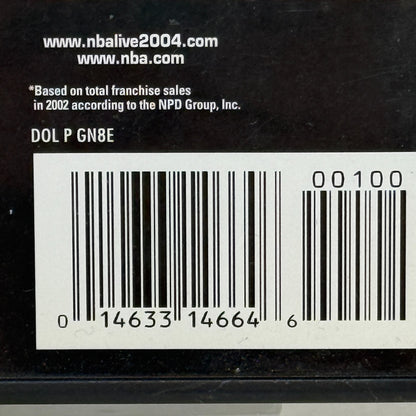 www.nbalive2004.com
www.nba.com
*Based on total franchise sales
in 2002 according to the NPD Group, Inc.
DOL P GN8E
00100
0 14633 14664 6